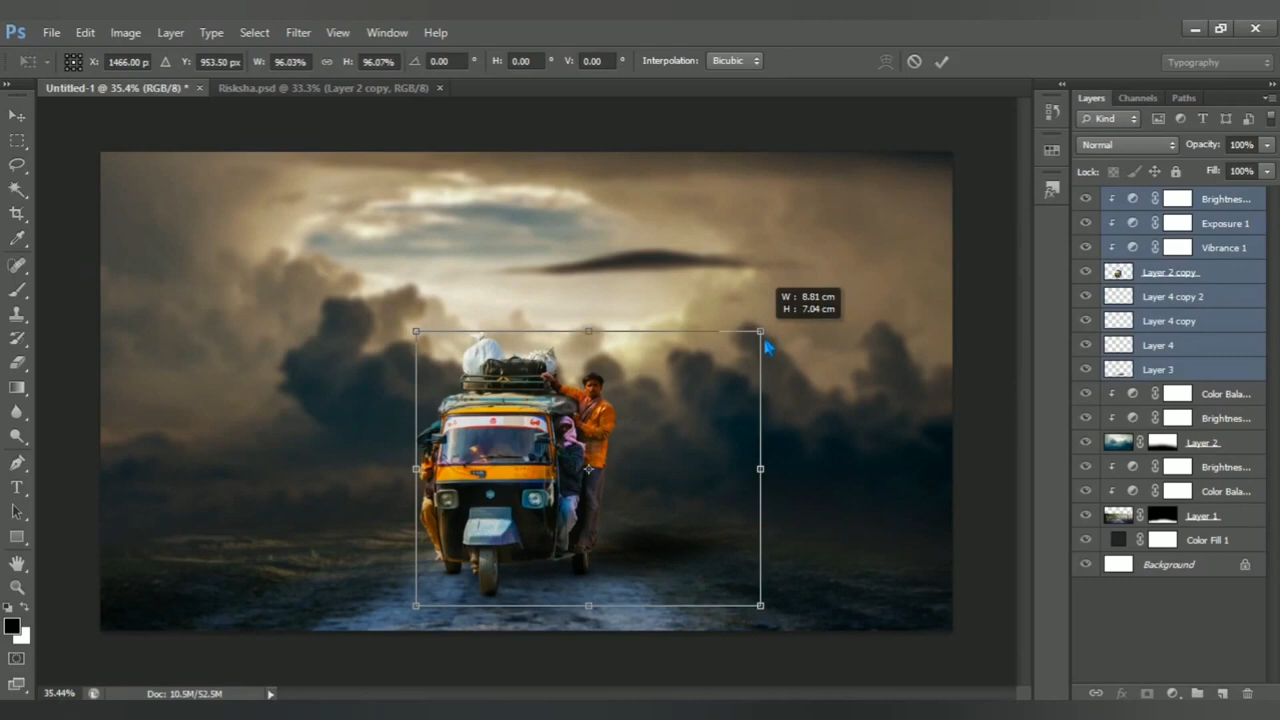 Ps File Edit Image Layer Type Select Filter View Window Help
X: 1466.00 p Y: 953.50 px W: 96.03% H: 96.07% 0.00 ° H: 0.00 ° V: 0.00 ° Interpolation: Bicubic Typography
Untitled-1 @ 35.4% (RGB/8) * × Risksha.psd @ 33.3% (Layer 2 copy, RGB/8) ×
Layers Channels Paths
Kind
Normal Opacity: 100%
Lock: Fill: 100%
Brightnes...
Exposure 1
Vibrance 1
Layer 2 copy
Layer 4 copy 2
Layer 4 copy
Layer 4
Layer 3
Color Bala...
Brightnes...
Layer 2
Brightnes...
Color Bala...
Layer 1
Color Fill 1
Background
W: 8.81 cm
H: 7.04 cm
35.44% Doc: 10.5M/52.5M